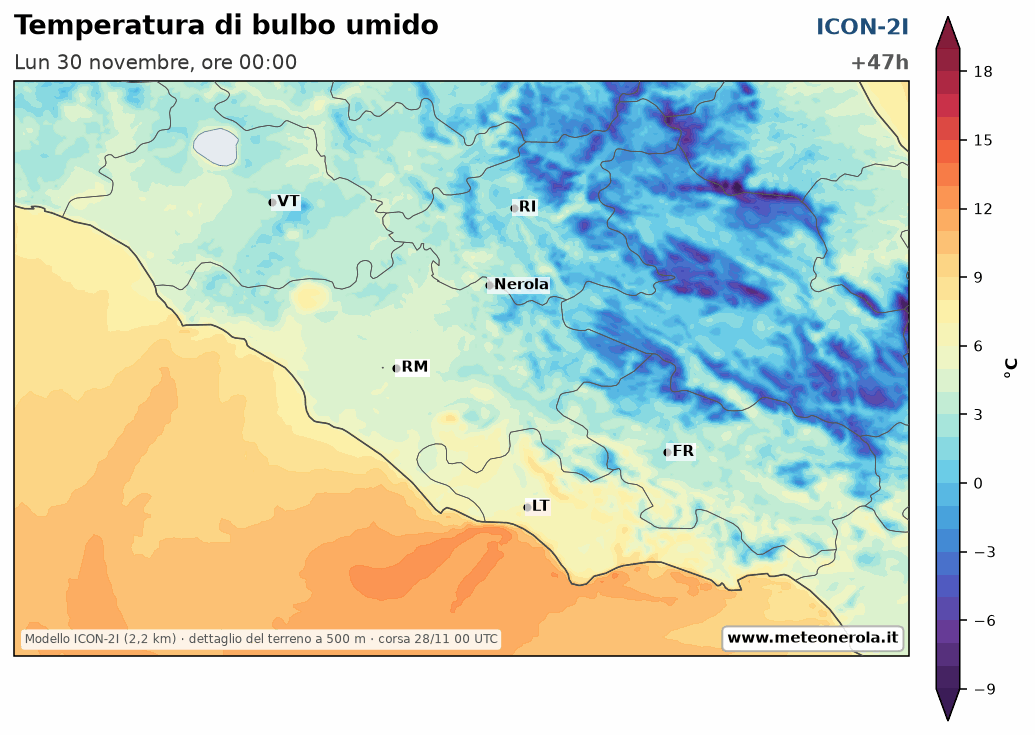 Temperatura di bulbo umido
ICON-2I
Lun 30 novembre, ore 00:00
+47h
VT
RI
Nerola
RM
FR
LT
18
15
12
9
6
3
0
−3
−6
−9
°C
Modello ICON-2I (2,2 km) · dettaglio del terreno a 500 m · corsa 28/11 00 UTC
www.meteonerola.it